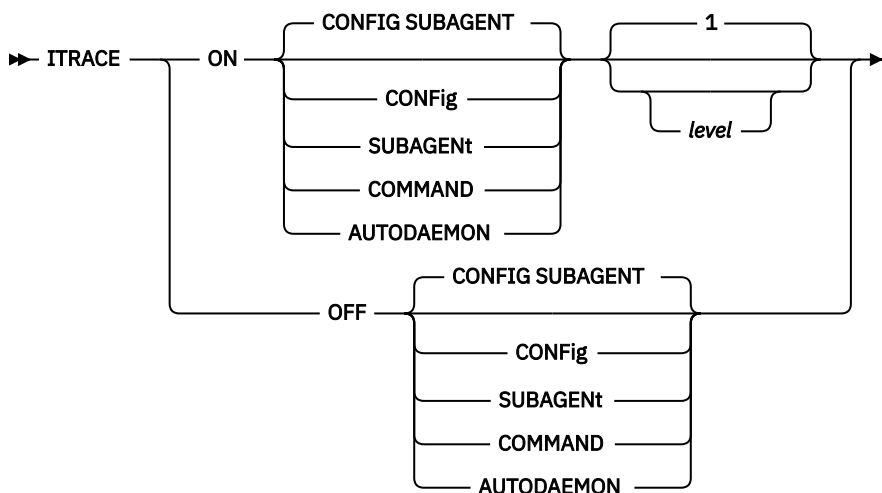 CONFIG SUBAGENT 1
ITRACE ON
CONFig
level
SUBAGENt
COMMAND
AUTODAEMON
CONFIG SUBAGENT
OFF
CONFig
SUBAGENt
COMMAND
AUTODAEMON